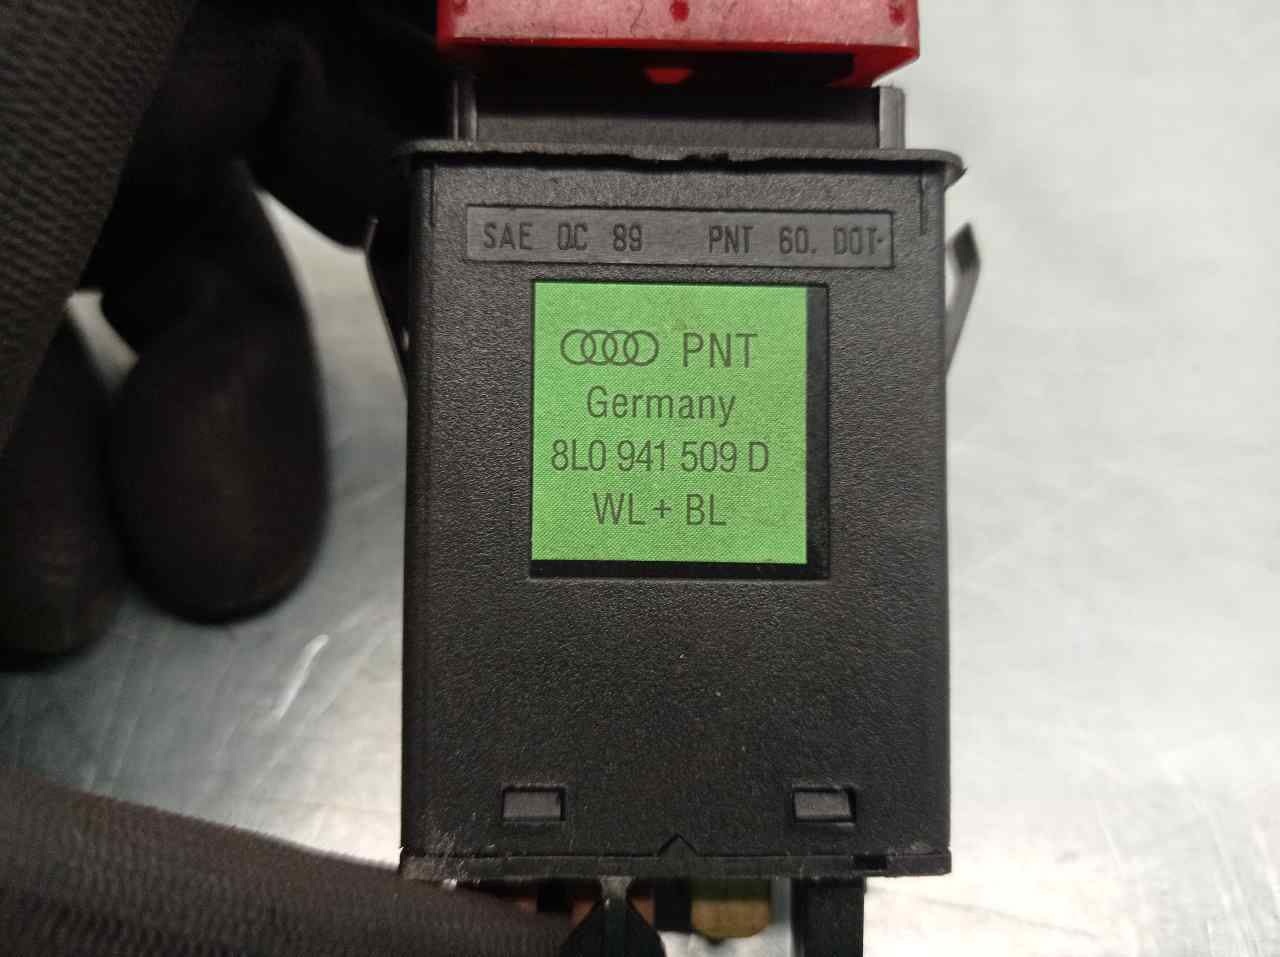 SAE QC 89 PNT 60. DOT-
PNT
Germany
8L0 941 509 D
WL + BL